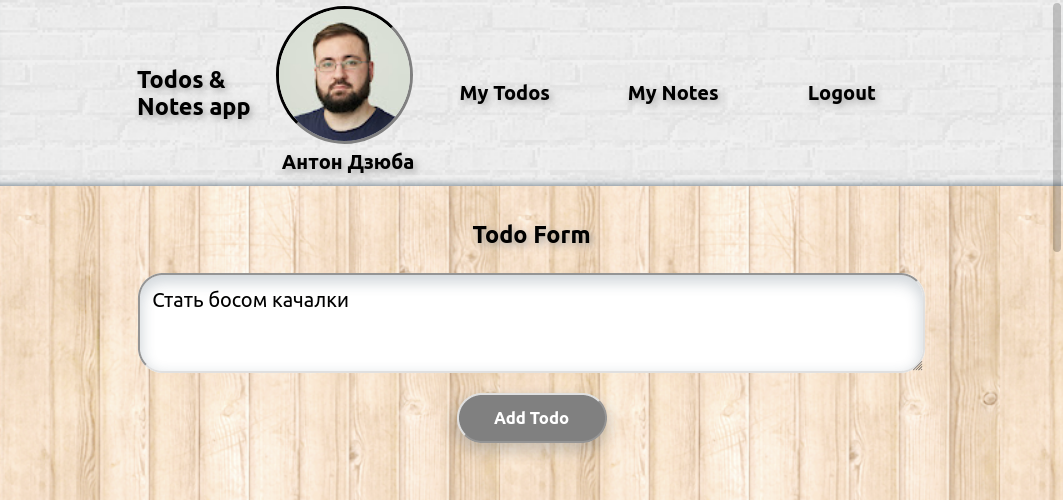 Todos &
Notes app
Антон Дзюба
My Todos
My Notes
Logout
Todo Form
Стать босом качалки
Add Todo